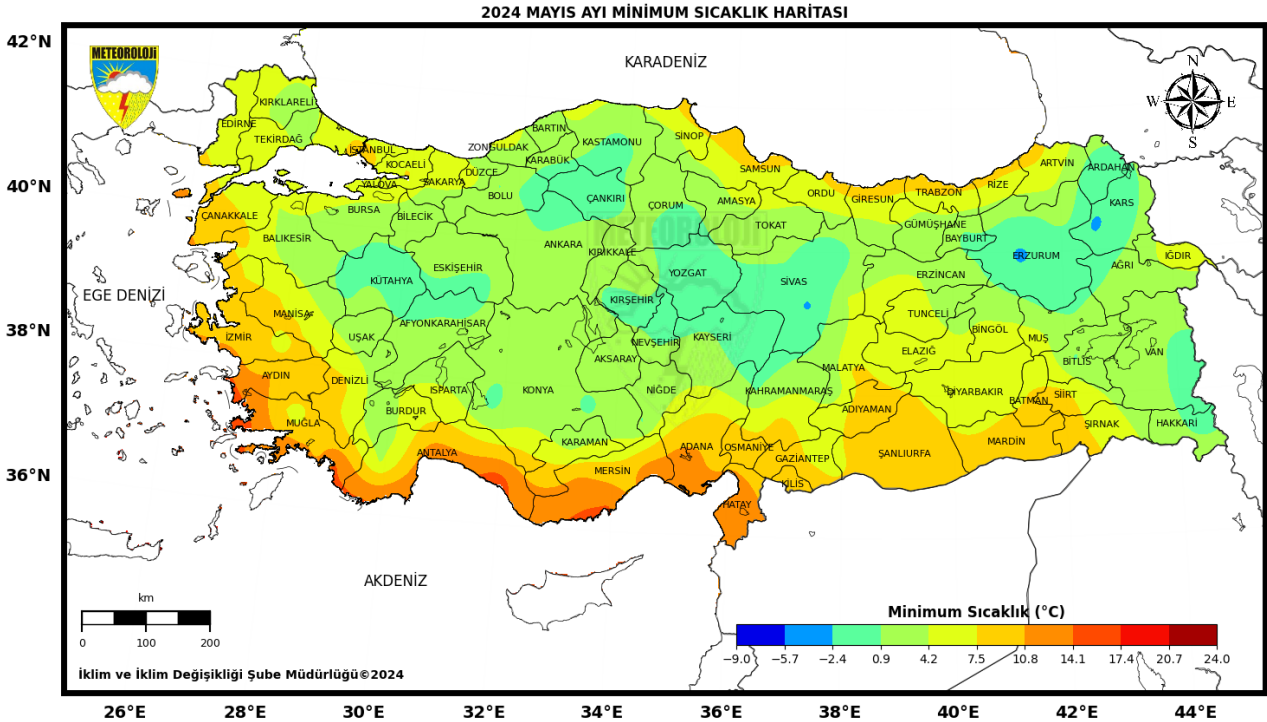 2024 MAYIS AYI MİNİMUM SICAKLIK HARİTASI
42°N
40°N
38°N
36°N
METEOROLOJİ
KARADENİZ
N
W
E
S
KIRKLARELİ
EDİRNE
TEKİRDAĞ
İSTANBUL
KOCAELİ
YALOVA
SAKARYA
DÜZCE
ZONGULDAK
BARTIN
KARABÜK
KASTAMONU
SİNOP
SAMSUN
ORDU
GİRESUN
TRABZON
RİZE
ARTVİN
ARDAHAN
KARS
ÇANAKKALE
BALIKESİR
BURSA
BİLECİK
BOLU
ÇANKIRI
ÇORUM
AMASYA
TOKAT
GÜMÜŞHANE
BAYBURT
ERZURUM
AĞRI
IĞDIR
METEOROLOJİ
ANKARA
KIRIKKALE
ESKİŞEHİR
KÜTAHYA
YOZGAT
SİVAS
ERZİNCAN
EGE DENİZİ
KIRŞEHİR
MANİSA
AFYONKARAHİSAR
UŞAK
İZMİR
NEVŞEHİR
KAYSERİ
TUNCELİ
BİNGÖL
MUŞ
ELAZIĞ
BİTLİS
VAN
AKSARAY
MALATYA
AYDIN
DENİZLİ
ISPARTA
KONYA
NİĞDE
KAHRAMANMARAŞ
DİYARBAKIR
BATMAN
SİİRT
BURDUR
ADIYAMAN
MUĞLA
ŞIRNAK
HAKKARİ
KARAMAN
ADANA
OSMANİYE
MARDİN
ANTALYA
GAZİANTEP
ŞANLIURFA
MERSİN
KİLİS
HATAY
AKDENİZ
km
0 100 200
Minimum Sıcaklık (°C)
−9.0 −5.7 −2.4 0.9 4.2 7.5 10.8 14.1 17.4 20.7 24.0
İklim ve İklim Değişikliği Şube Müdürlüğü©2024
26°E 28°E 30°E 32°E 34°E 36°E 38°E 40°E 42°E 44°E